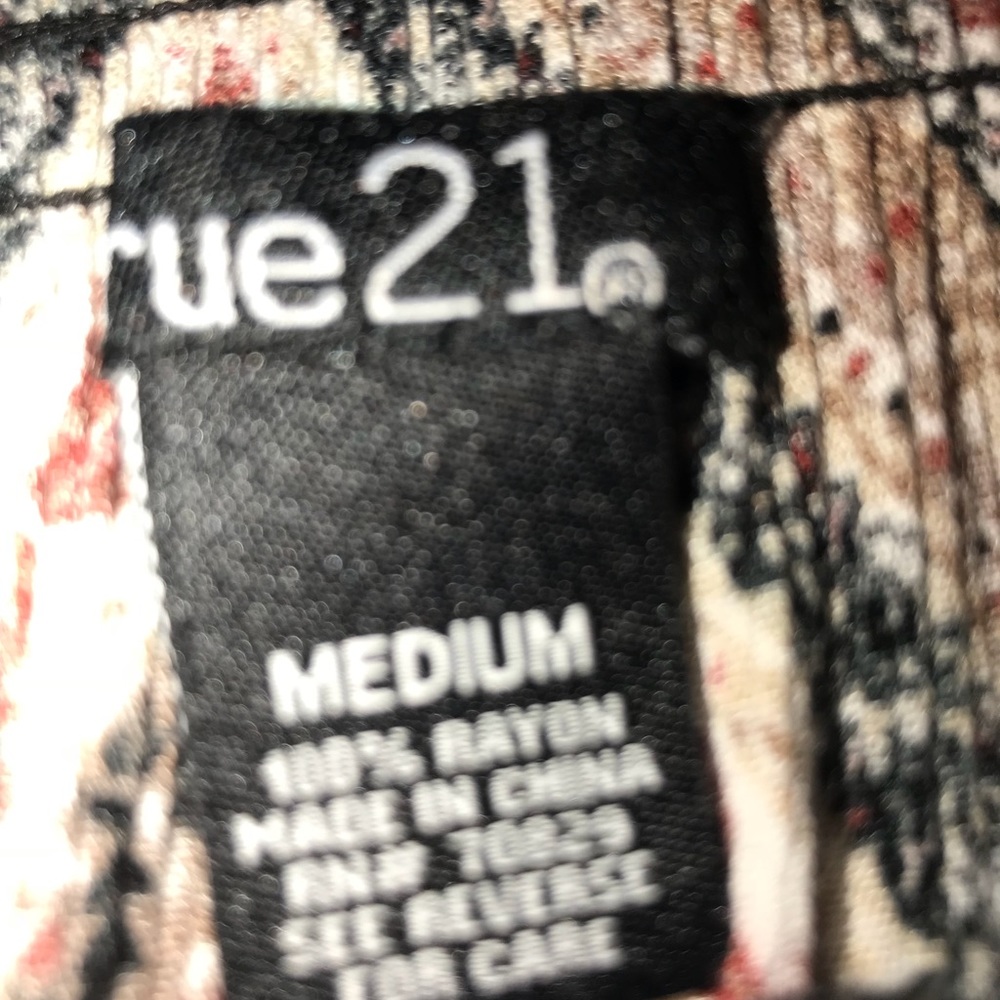 rue21®
MEDIUM
100% RAYON
MADE IN CHINA
RN#
SEE REVERSE
FOR CARE